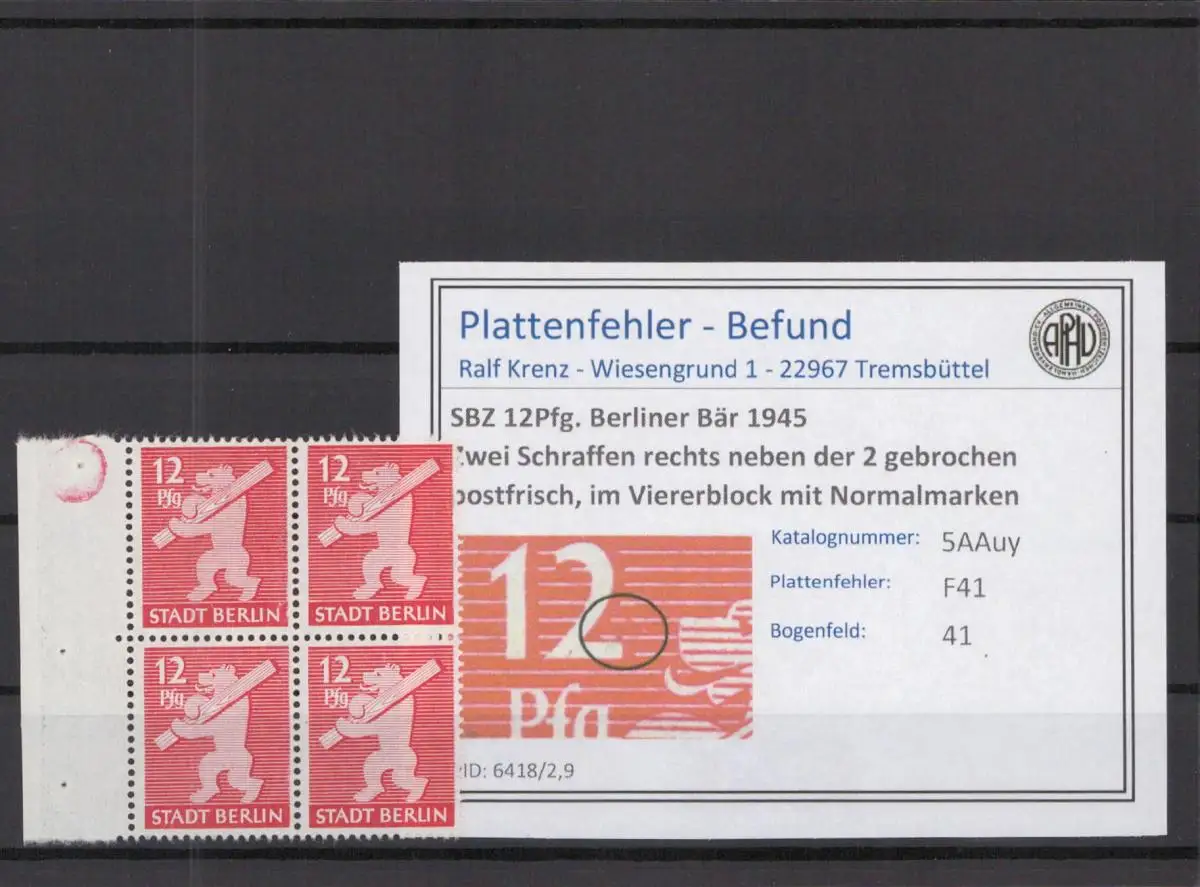 Plattenfehler - Befund
Ralf Krenz - Wiesengrund 1 - 22967 Tremsbüttel
APHV
SBZ 12Pfg. Berliner Bär 1945
Zwei Schraffen rechts neben der 2 gebrochen
postfrisch, im Viererblock mit Normalmarken
Katalognummer: 5AAuy
Plattenfehler: F41
Bogenfeld: 41
12
Pfg
ID: 6418/2,9
12
Pfg
STADT BERLIN
12
Pfg
STADT BERLIN
12
Pfg
STADT BERLIN
12
Pfg
STADT BERLIN